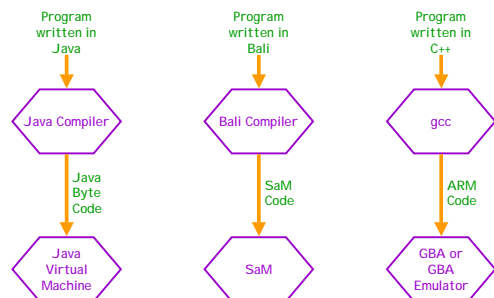 Program
written in
Java
Program
written in
Bali
Program
written in
C++
Java Compiler
Bali Compiler
gcc
Java
Byte
Code
SaM
Code
ARM
Code
Java
Virtual
Machine
SaM
GBA or
GBA
Emulator